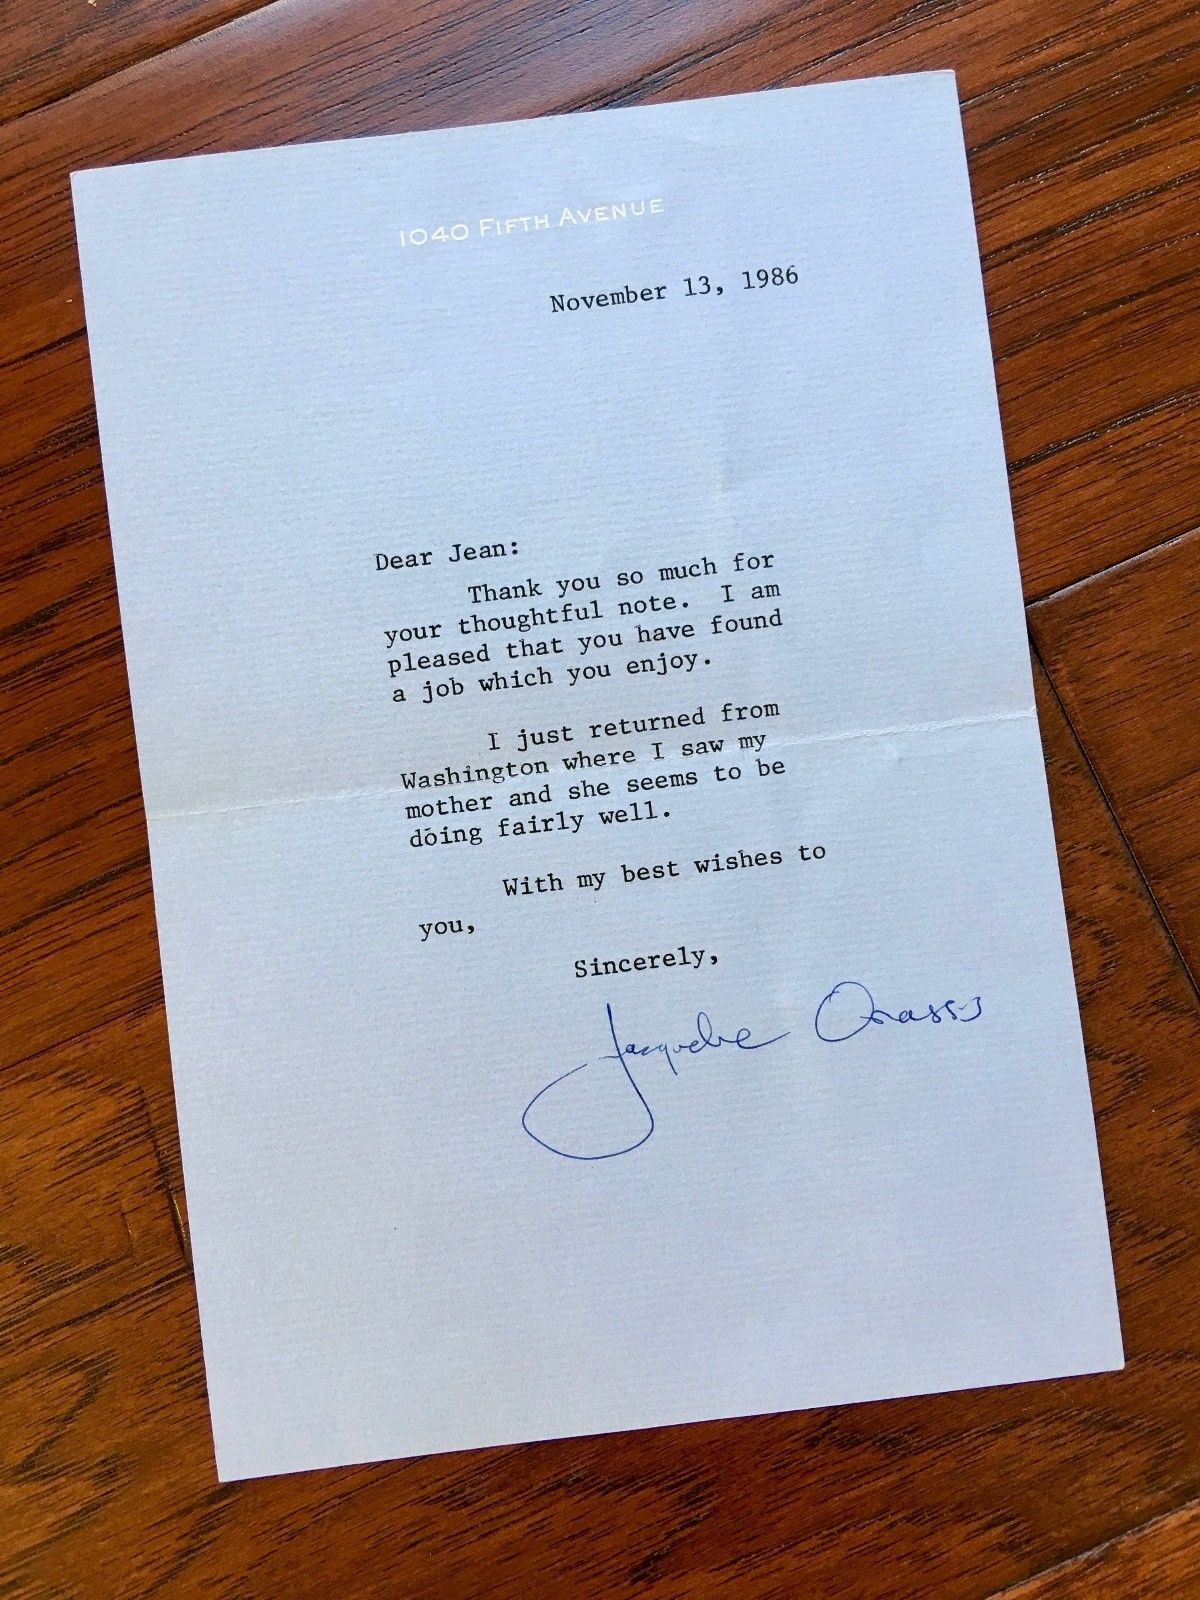 1040 FIFTH AVENUE
November 13, 1986
Dear Jean:
Thank you so much for
your thoughtful note. I am
pleased that you have found
a job which you enjoy.
I just returned from
Washington where I saw my
mother and she seems to be
doing fairly well.
With my best wishes to
you,
Sincerely,
Jacqueline Onassis